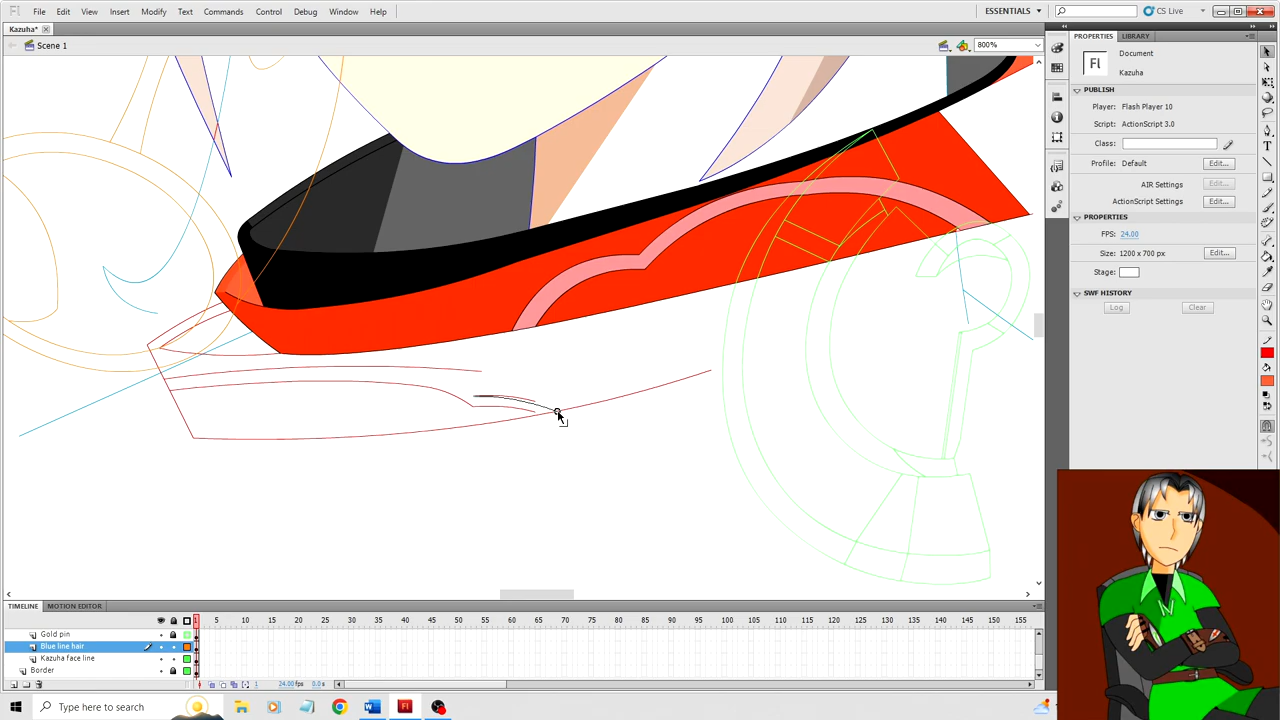 Fl File Edit View Insert Modify Text Commands Control Debug Window Help ESSENTIALS CS Live
Kazuha*
Scene 1 800%
PROPERTIES LIBRARY
Fl Document
Kazuha
PUBLISH
Player: Flash Player 10
Script: ActionScript 3.0
Class:
Profile: Default Edit...
AIR Settings Edit...
ActionScript Settings Edit...
PROPERTIES
FPS: 24.00
Size: 1200 x 700 px Edit...
Stage:
SWF HISTORY
Log Clear
N
TIMELINE MOTION EDITOR
1 5 10 15 20 25 30 35 40 45 50 55 60 65 70 75 80 85 90 95 100 105 110 115 120 125 130 135 140 145 150 155
Gold pin
Blue line hair
Kazuha face line
Border
1 24.00 fps 0.0 s
Type here to search